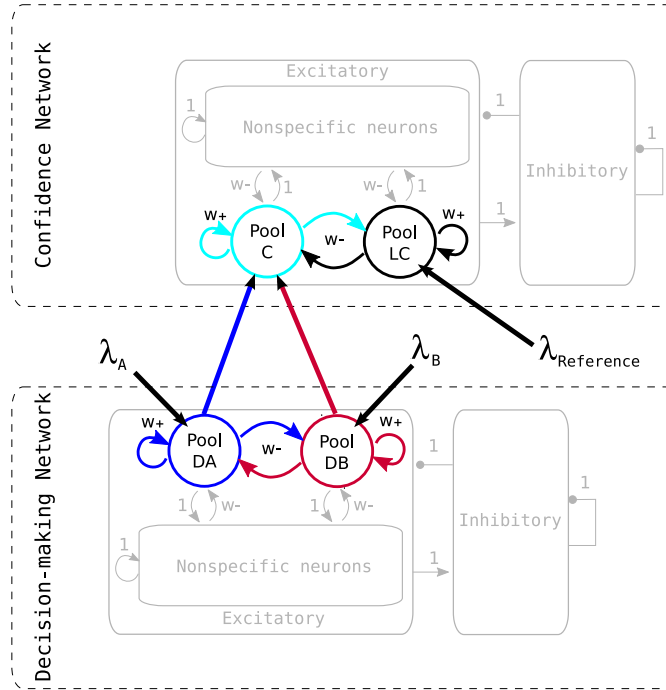 Confidence Network
Excitatory
1
Nonspecific neurons
1
1
Inhibitory
w-
1
w-
1
1
w+
Pool
C
w-
Pool
LC
w+
λA
λB
λReference
Decision-making Network
w+
Pool
DA
w-
Pool
DB
w+
1
w-
1
w-
1
1
Inhibitory
1
Nonspecific neurons
1
Excitatory